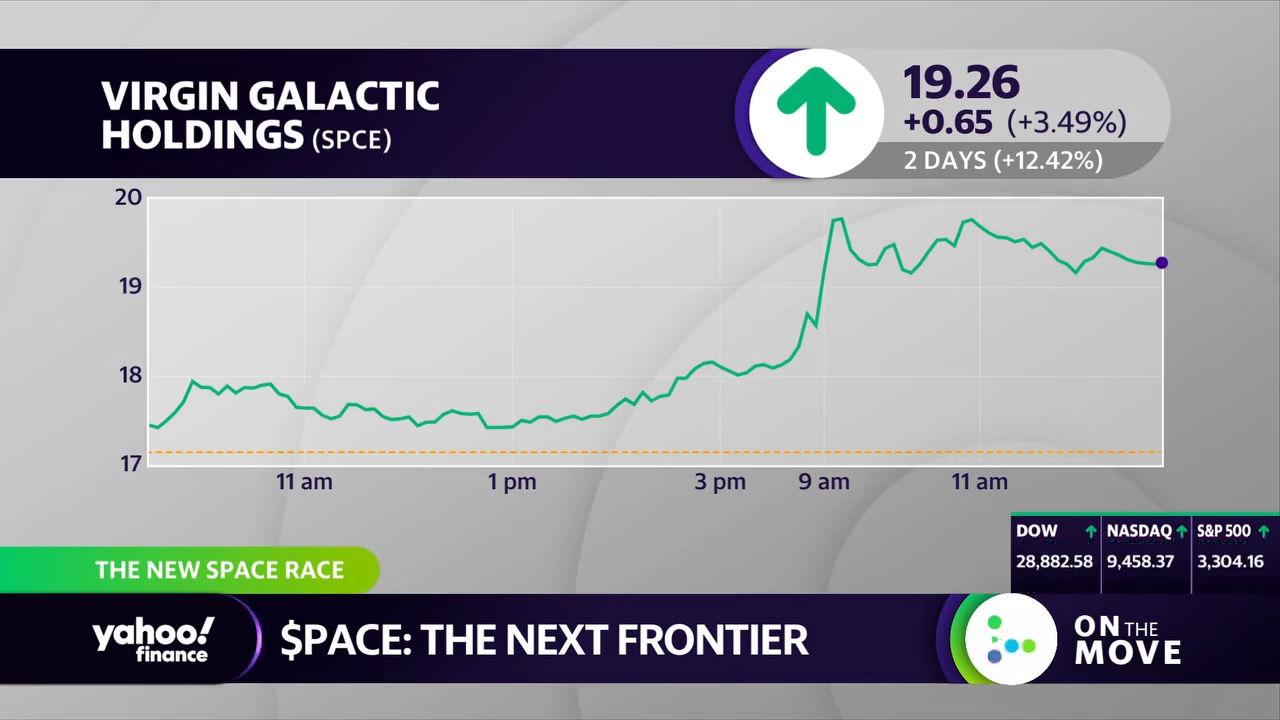 VIRGIN GALACTIC
HOLDINGS (SPCE)
19.26
+0.65 (+3.49%)
2 DAYS (+12.42%)
20
19
18
17
11 am
1 pm
3 pm
9 am
11 am
DOW
28,882.58
NASDAQ
9,458.37
S&P 500
3,304.16
THE NEW SPACE RACE
yahoo!
finance
$PACE: THE NEXT FRONTIER
ON THE
MOVE